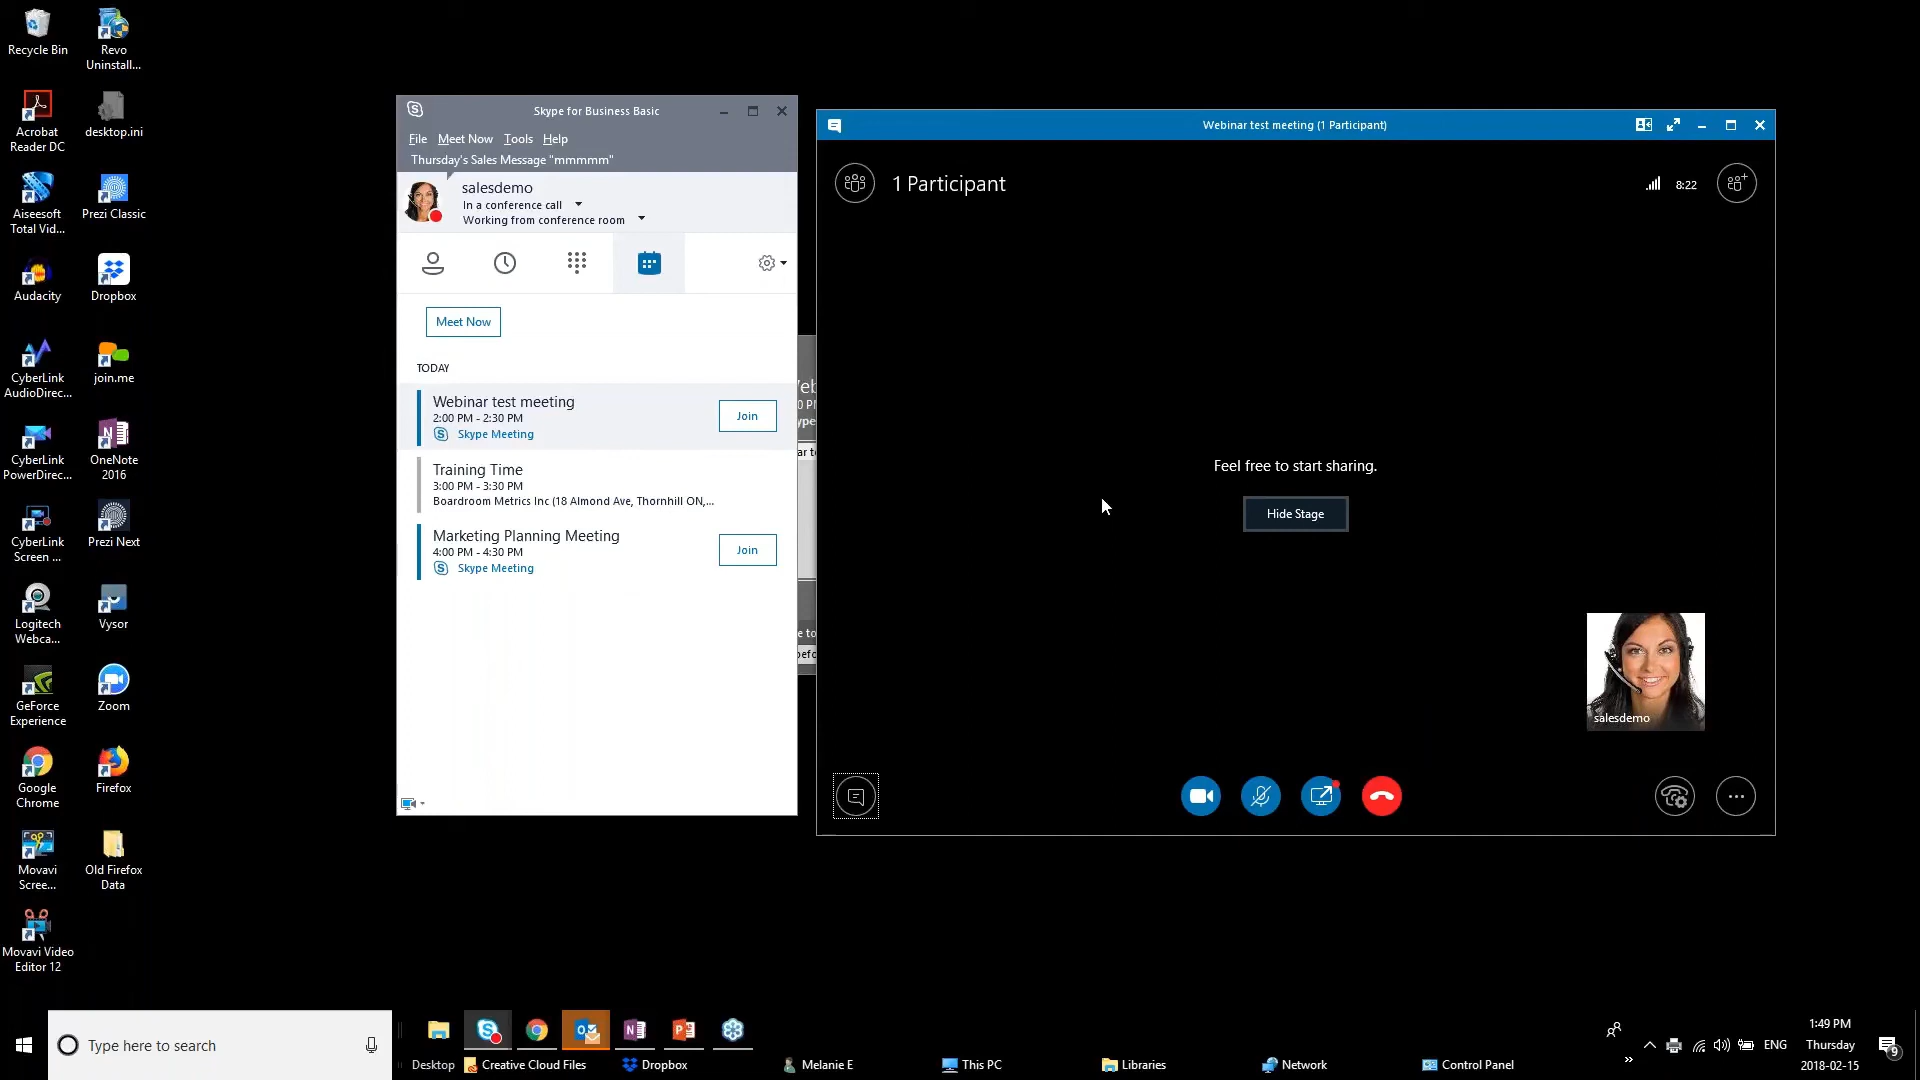 Recycle Bin
Revo
Uninstall...
Acrobat
Reader DC
desktop.ini
Aiseesoft
Total Vid...
Prezi Classic
Audacity
Dropbox
CyberLink
AudioDirec...
join.me
CyberLink
PowerDirec...
OneNote
2016
CyberLink
Screen ...
Prezi Next
Logitech
Webca...
Vysor
GeForce
Experience
Zoom
Google
Chrome
Firefox
Movavi
Scree...
Old Firefox
Data
Movavi Video
Editor 12
Skype for Business Basic
File Meet Now Tools Help
Thursday's Sales Message "mmmmm"
salesdemo
In a conference call
Working from conference room
Meet Now
TODAY
Webinar test meeting
2:00 PM - 2:30 PM
Skype Meeting
Join
Training Time
3:00 PM - 3:30 PM
Boardroom Metrics Inc (18 Almond Ave, Thornhill ON,...
Marketing Planning Meeting
4:00 PM - 4:30 PM
Skype Meeting
Join
Webinar test meeting (1 Participant)
1 Participant
8:22
Feel free to start sharing.
Hide Stage
salesdemo
Type here to search
Desktop
Creative Cloud Files
Dropbox
Melanie E
This PC
Libraries
Network
Control Panel
ENG
1:49 PM
Thursday
2018-02-15
9